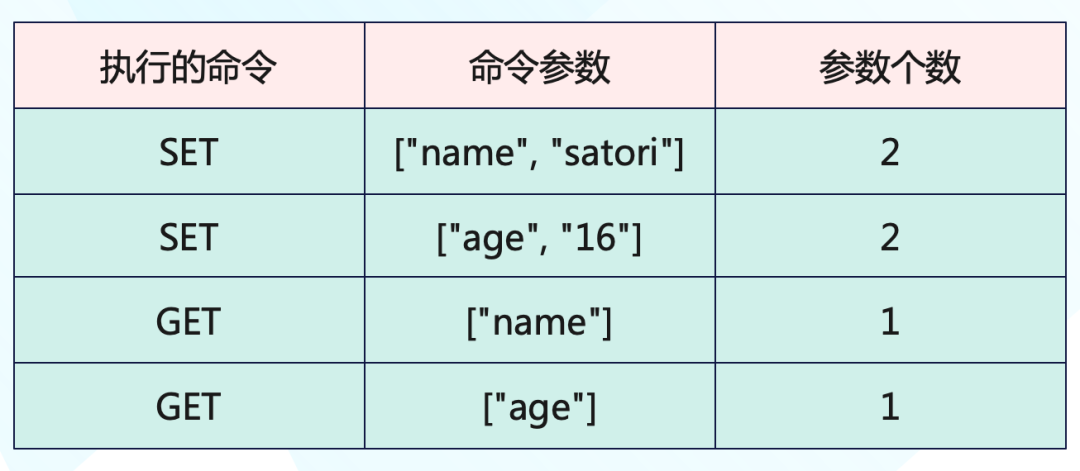 执行的命令 命令参数 参数个数
SET ["name", "satori"] 2
SET ["age", "16"] 2
GET ["name"] 1
GET ["age"] 1